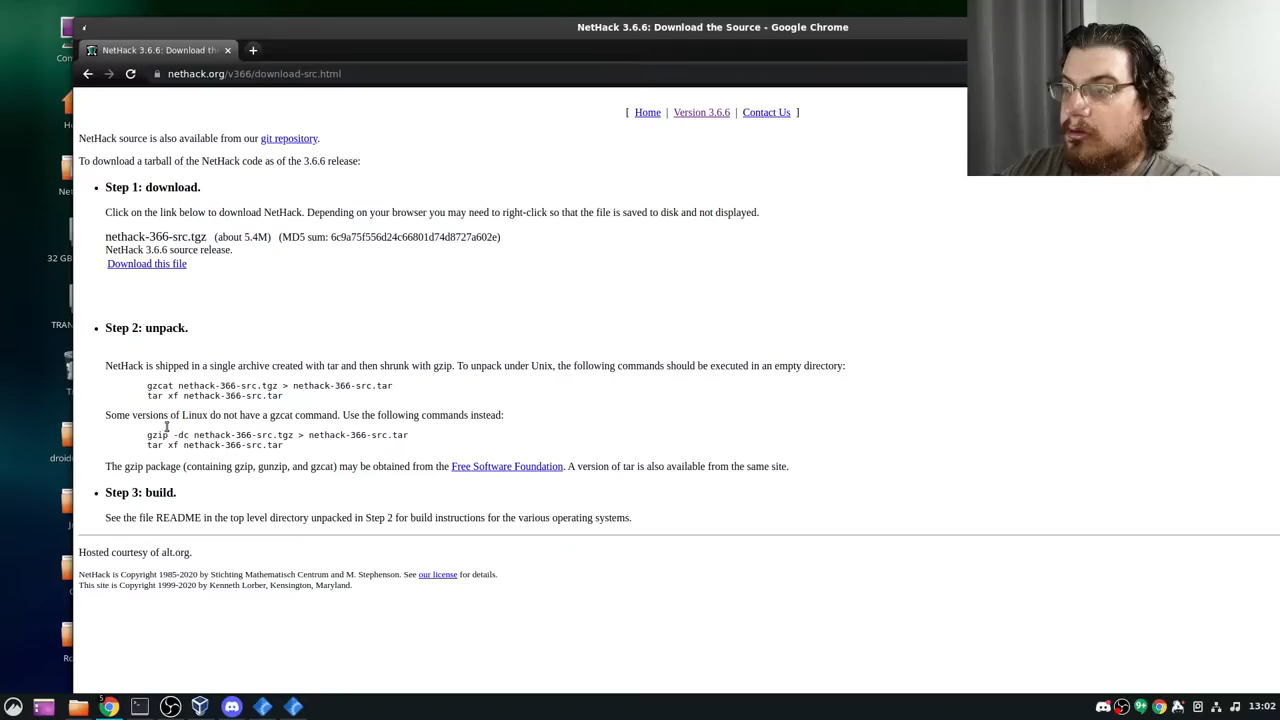 NetHack 3.6.6: Download the Source - Google Chrome
NetHack 3.6.6: Download th
nethack.org/v366/download-src.html
[ Home | Version 3.6.6 | Contact Us ]
NetHack source is also available from our git repository.
To download a tarball of the NetHack code as of the 3.6.6 release:
Step 1: download.
Click on the link below to download NetHack. Depending on your browser you may need to right-click so that the file is saved to disk and not displayed.
nethack-366-src.tgz (about 5.4M) (MD5 sum: 6c9a75f556d24c66801d74d8727a602e)
NetHack 3.6.6 source release.
Download this file
32 GB
TRAN
Step 2: unpack.
NetHack is shipped in a single archive created with tar and then shrunk with gzip. To unpack under Unix, the following commands should be executed in an empty directory:
gzcat nethack-366-src.tgz > nethack-366-src.tar
tar xf nethack-366-src.tar
Some versions of Linux do not have a gzcat command. Use the following commands instead:
gzip -dc nethack-366-src.tgz > nethack-366-src.tar
tar xf nethack-366-src.tar
droid
The gzip package (containing gzip, gunzip, and gzcat) may be obtained from the Free Software Foundation. A version of tar is also available from the same site.
Step 3: build.
See the file README in the top level directory unpacked in Step 2 for build instructions for the various operating systems.
Hosted courtesy of alt.org.
NetHack is Copyright 1985-2020 by Stichting Mathematisch Centrum and M. Stephenson. See our license for details.
This site is Copyright 1999-2020 by Kenneth Lorber, Kensington, Maryland.
5
9+
13:02